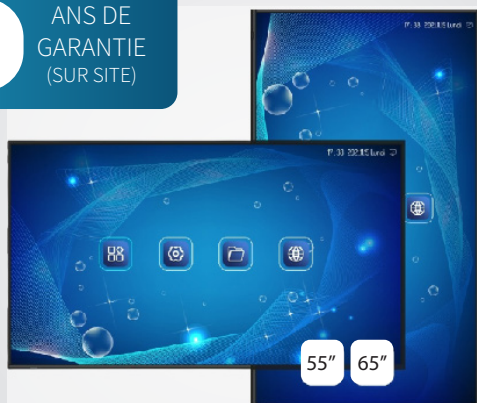 ANS DE
GARANTIE
(SUR SITE)
55″
65″